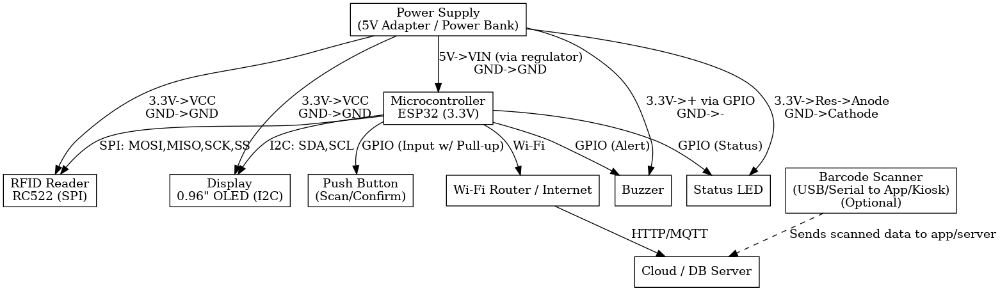 Power Supply
(5V Adapter / Power Bank)
5V->VIN (via regulator)
GND->GND
3.3V->VCC
GND->GND
3.3V->VCC
GND->GND
Microcontroller
ESP32 (3.3V)
3.3V->+ via GPIO
GND->-
3.3V->Res->Anode
GND->Cathode
SPI: MOSI,MISO,SCK,SS
I2C: SDA,SCL
GPIO (Input w/ Pull-up)
Wi-Fi
GPIO (Alert)
GPIO (Status)
RFID Reader
RC522 (SPI)
Display
0.96" OLED (I2C)
Push Button
(Scan/Confirm)
Wi-Fi Router / Internet
Buzzer
Status LED
Barcode Scanner
(USB/Serial to App/Kiosk)
(Optional)
HTTP/MQTT
Sends scanned data to app/server
Cloud / DB Server